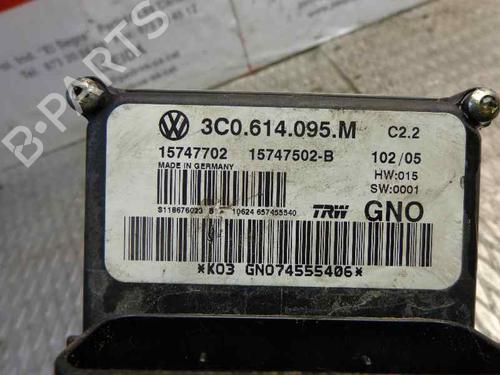 B-PARTS
3C0.614.095.M C2.2
15747702 15747502-B 102/05
MADE IN GERMANY HW:015
SW:0001
TRW GNO
*K03 GN074555406*